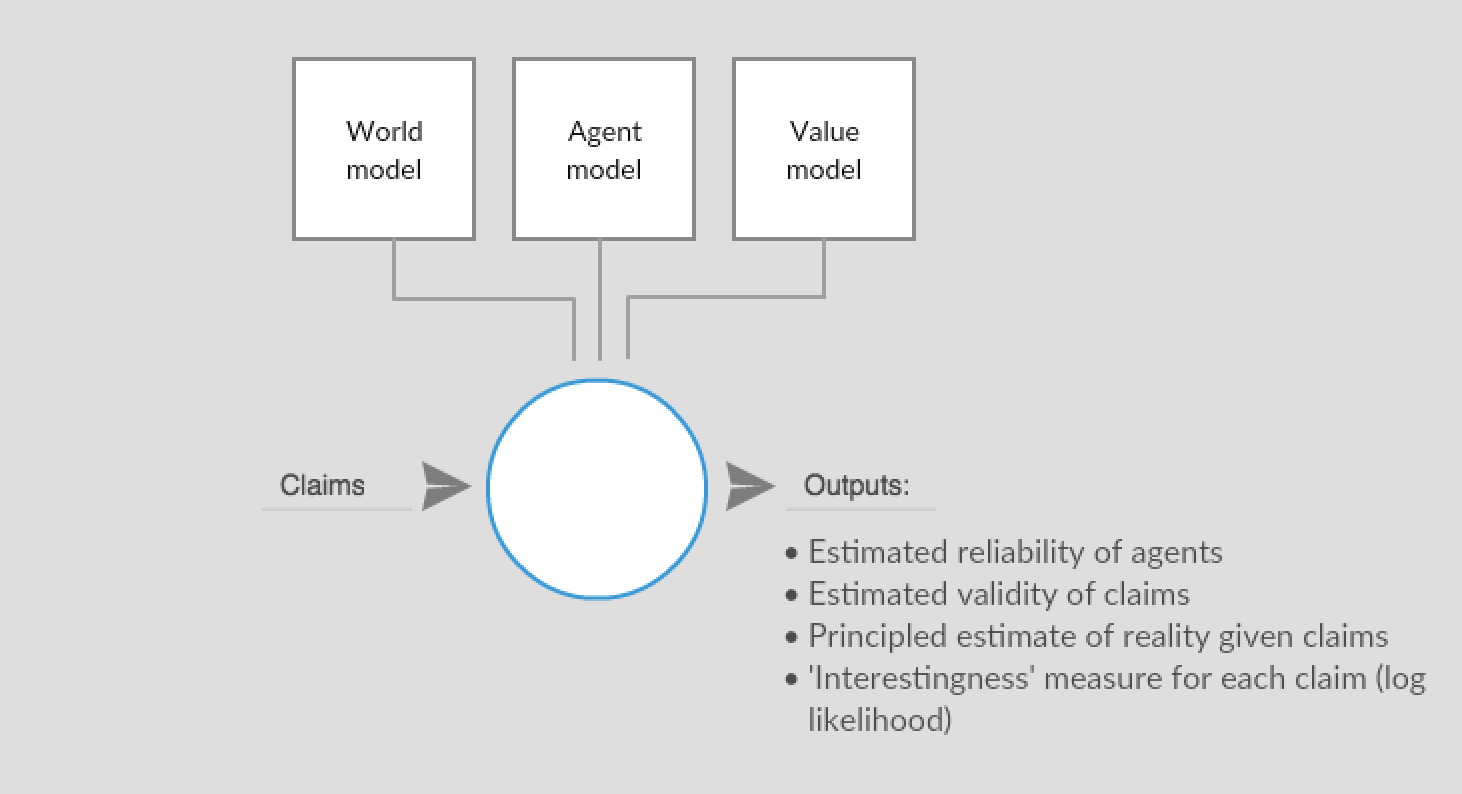 World
model
Agent
model
Value
model
Claims
Outputs:
• Estimated reliability of agents
• Estimated validity of claims
• Principled estimate of reality given claims
• 'Interestingness' measure for each claim (log
likelihood)